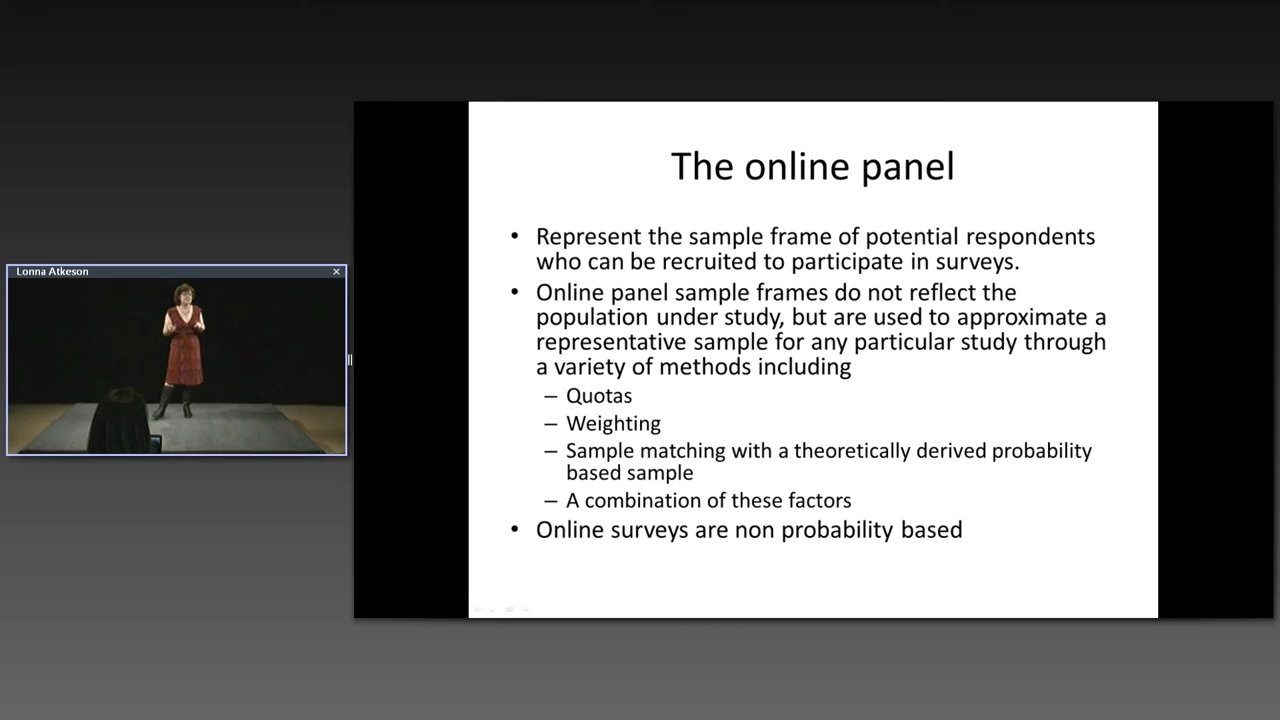 Lonna Atkeson
The online panel
• Represent the sample frame of potential respondents
who can be recruited to participate in surveys.
• Online panel sample frames do not reflect the
population under study, but are used to approximate a
representative sample for any particular study through
a variety of methods including
– Quotas
– Weighting
– Sample matching with a theoretically derived probability
based sample
– A combination of these factors
• Online surveys are non probability based